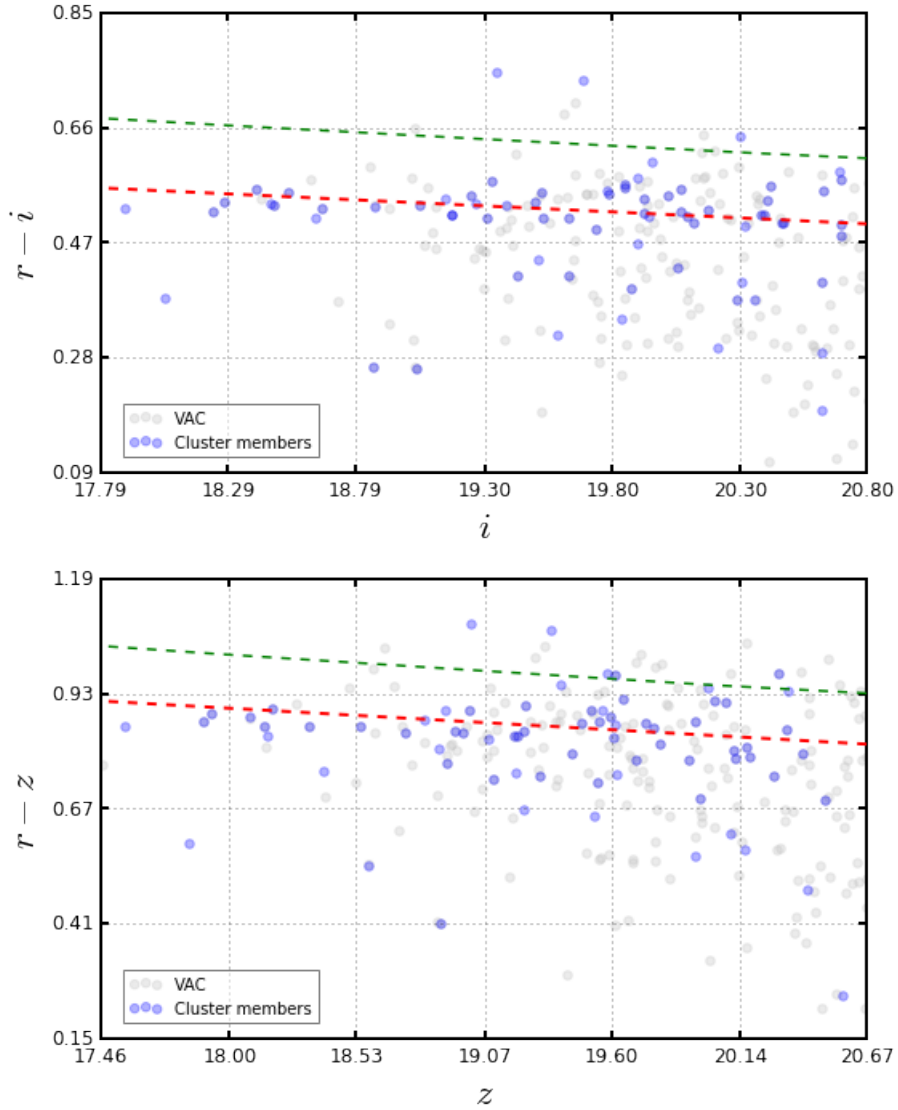 0.85
0.66
0.47
0.28
0.09
r − i
VAC
Cluster members
17.79 18.29 18.79 19.30 19.80 20.30 20.80
i
1.19
0.93
0.67
0.41
0.15
r − z
VAC
Cluster members
17.46 18.00 18.53 19.07 19.60 20.14 20.67
z